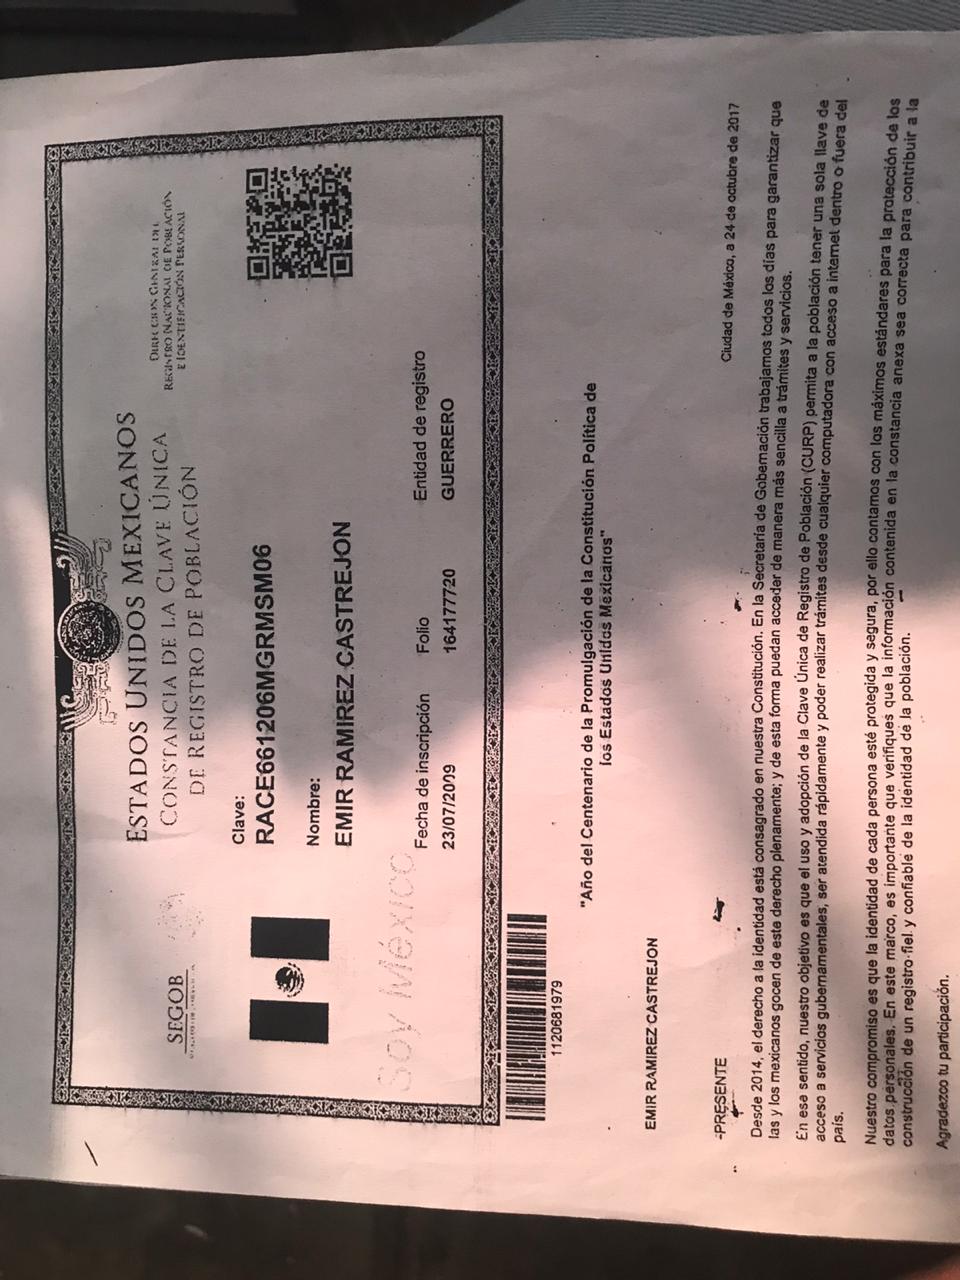 SEGOB
ESTADOS UNIDOS MEXICANOS
CONSTANCIA DE LA CLAVE ÚNICA
DE REGISTRO DE POBLACIÓN
DIRECCIÓN GENERAL DEL
REGISTRO NACIONAL DE POBLACIÓN
E IDENTIFICACIÓN PERSONAL
Clave:
RACE661206MGRMSM06
Nombre:
EMIR RAMIREZ CASTREJON
Soy México
Fecha de inscripción Folio Entidad de registro
23/07/2009 164177720 GUERRERO
1120681979
"Año del Centenario de la Promulgación de la Constitución Política de
los Estados Unidos Mexicanos"
EMIR RAMIREZ CASTREJON
PRESENTE
Ciudad de México, a 24 de octubre de 2017
Desde 2014, el derecho a la identidad está consagrado en nuestra Constitución. En la Secretaría de Gobernación trabajamos todos los días para garantizar que
las y los mexicanos gocen de este derecho plenamente; y de esta forma puedan acceder de manera más sencilla a trámites y servicios.
En ese sentido, nuestro objetivo es que el uso y adopción de la Clave Única de Registro de Población (CURP) permita a la población tener una sola llave de
acceso a servicios gubernamentales, ser atendida rápidamente y poder realizar trámites desde cualquier computadora con acceso a internet dentro o fuera del
país.
Nuestro compromiso es que la identidad de cada persona esté protegida y segura, por ello contamos con los máximos estándares para la protección de los
datos personales. En este marco, es importante que verifiques que la información contenida en la constancia anexa sea correcta para contribuir a la
construcción de un registro fiel y confiable de la identidad de la población.
Agradezco tu participación.